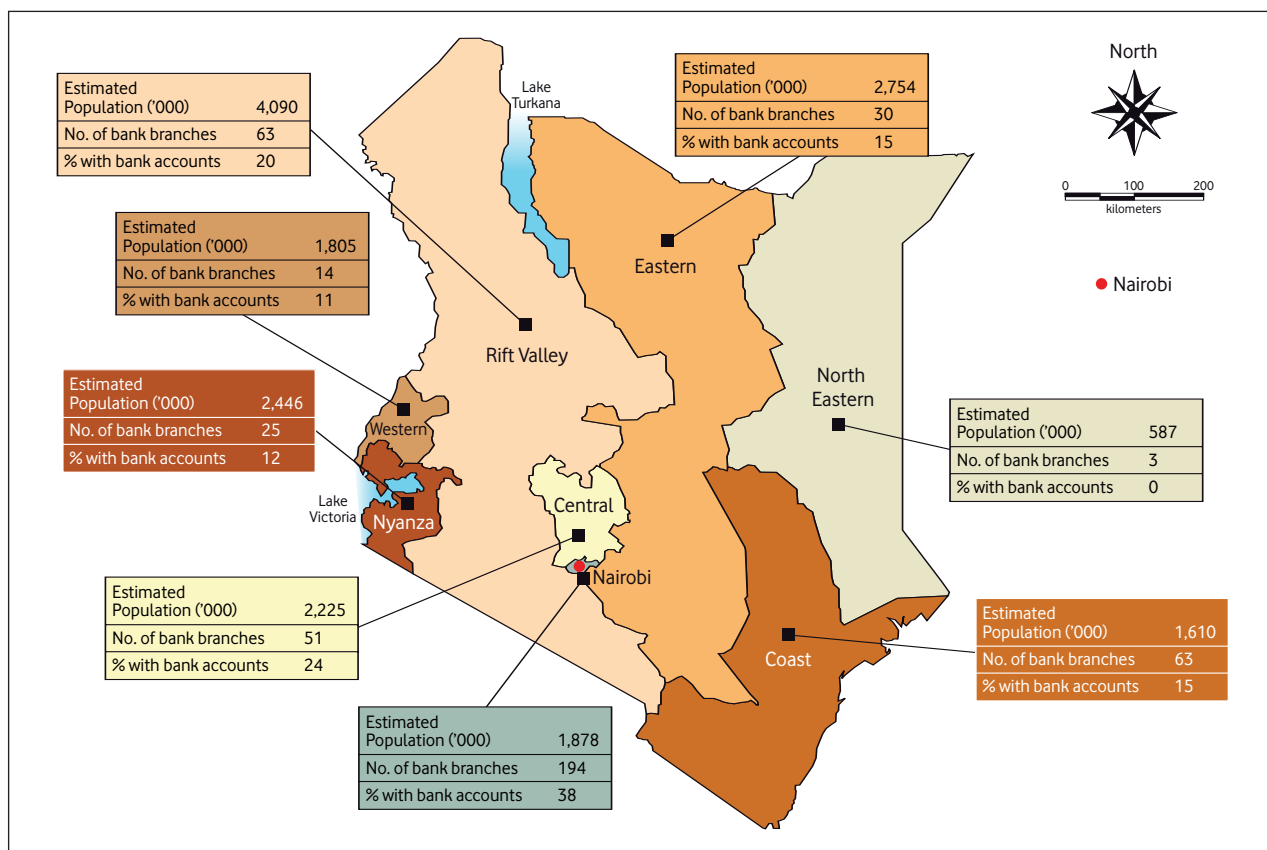 North
0 100 200
kilometers
Nairobi
Lake
Turkana
Estimated
Population ('000) 4,090
No. of bank branches 63
% with bank accounts 20
Estimated
Population ('000) 2,754
No. of bank branches 30
% with bank accounts 15
Estimated
Population ('000) 1,805
No. of bank branches 14
% with bank accounts 11
Eastern
Rift Valley
North
Eastern
Estimated
Population ('000) 2,446
No. of bank branches 25
% with bank accounts 12
Western
Estimated
Population ('000) 587
No. of bank branches 3
% with bank accounts 0
Lake
Victoria
Nyanza
Central
Nairobi
Coast
Estimated
Population ('000) 2,225
No. of bank branches 51
% with bank accounts 24
Estimated
Population ('000) 1,610
No. of bank branches 63
% with bank accounts 15
Estimated
Population ('000) 1,878
No. of bank branches 194
% with bank accounts 38